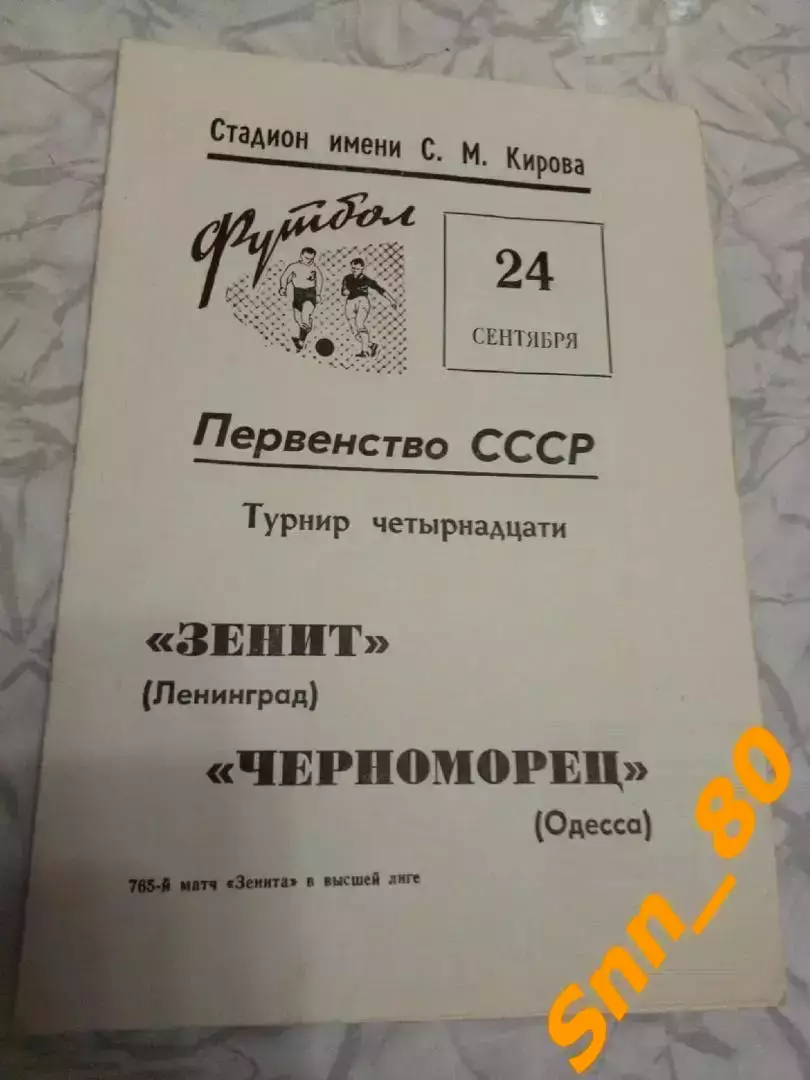 Стадион имени С. М. Кирова
Футбол
24
СЕНТЯБРЯ
Первенство СССР
Турнир четырнадцати
«ЗЕНИТ»
(Ленинград)
«ЧЕРНОМОРЕЦ»
(Одесса)
765-й матч «Зенита» в высшей лиге
Snn_80